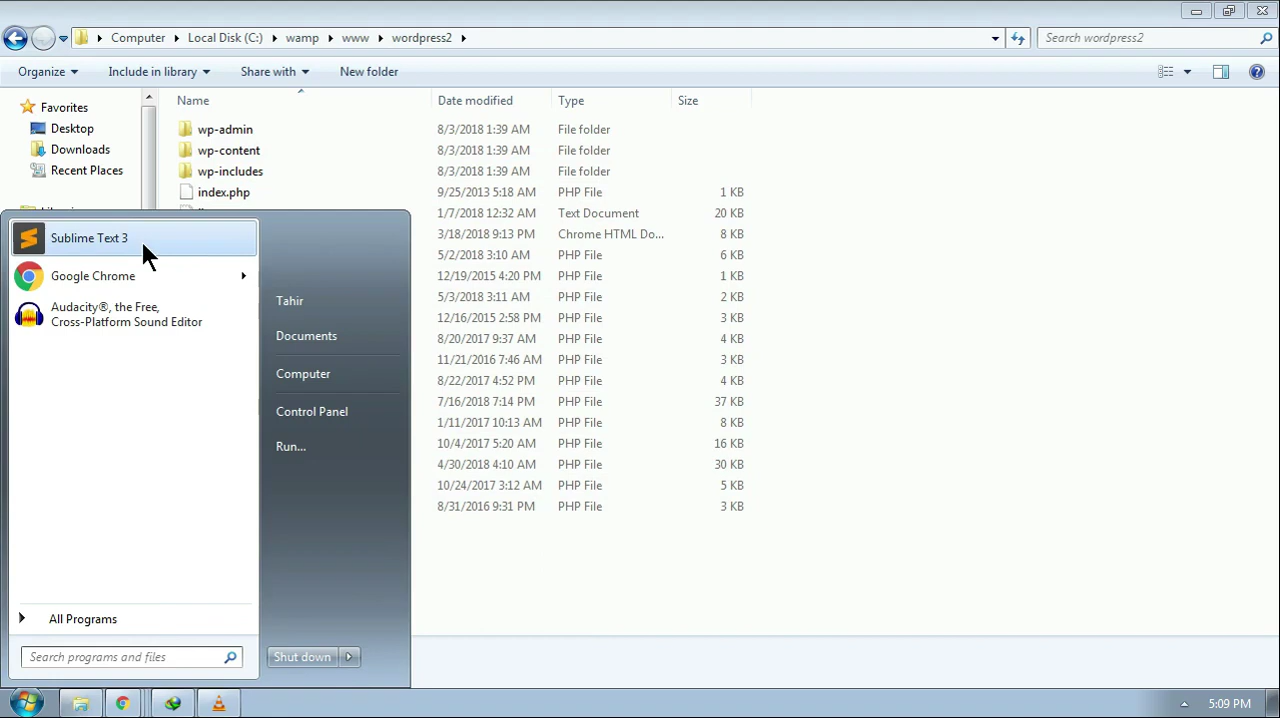 Computer Local Disk (C:) wamp www wordpress2
Search wordpress2
Organize Include in library Share with New folder
Favorites
Desktop
Downloads
Recent Places
Name Date modified Type Size
wp-admin 8/3/2018 1:39 AM File folder
wp-content 8/3/2018 1:39 AM File folder
wp-includes 8/3/2018 1:39 AM File folder
index.php 9/25/2013 5:18 AM PHP File 1 KB
1/7/2018 12:32 AM Text Document 20 KB
3/18/2018 9:13 PM Chrome HTML Do... 8 KB
5/2/2018 3:10 AM PHP File 6 KB
12/19/2015 4:20 PM PHP File 1 KB
5/3/2018 3:11 AM PHP File 2 KB
12/16/2015 2:58 PM PHP File 3 KB
8/20/2017 9:37 AM PHP File 4 KB
11/21/2016 7:46 AM PHP File 3 KB
8/22/2017 4:52 PM PHP File 4 KB
7/16/2018 7:14 PM PHP File 37 KB
1/11/2017 10:13 AM PHP File 8 KB
10/4/2017 5:20 AM PHP File 16 KB
4/30/2018 4:10 AM PHP File 30 KB
10/24/2017 3:12 AM PHP File 5 KB
8/31/2016 9:31 PM PHP File 3 KB
Sublime Text 3
Google Chrome
Audacity®, the Free,
Cross-Platform Sound Editor
All Programs
Search programs and files
Tahir
Documents
Computer
Control Panel
Run...
Shut down
5:09 PM